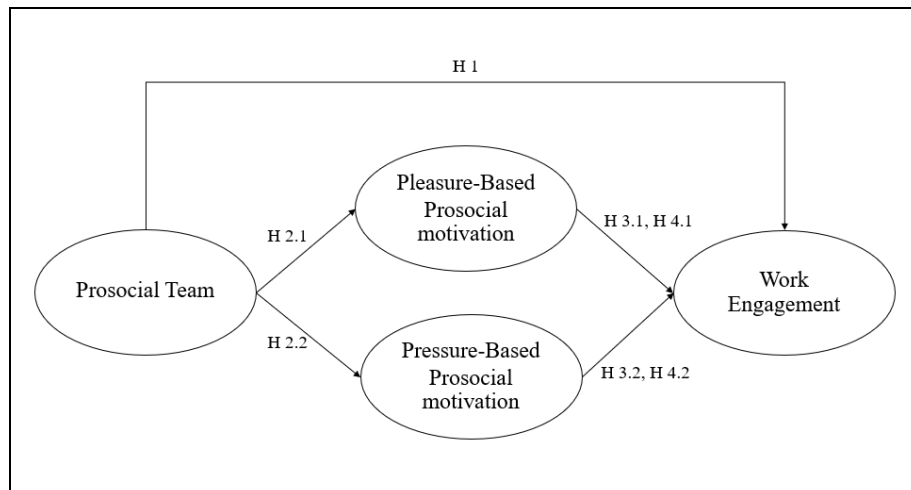 H 1
Pleasure-Based
Prosocial
motivation
H 2.1
H 3.1, H 4.1
Prosocial Team
Work
Engagement
H 2.2
Pressure-Based
Prosocial
motivation
H 3.2, H 4.2